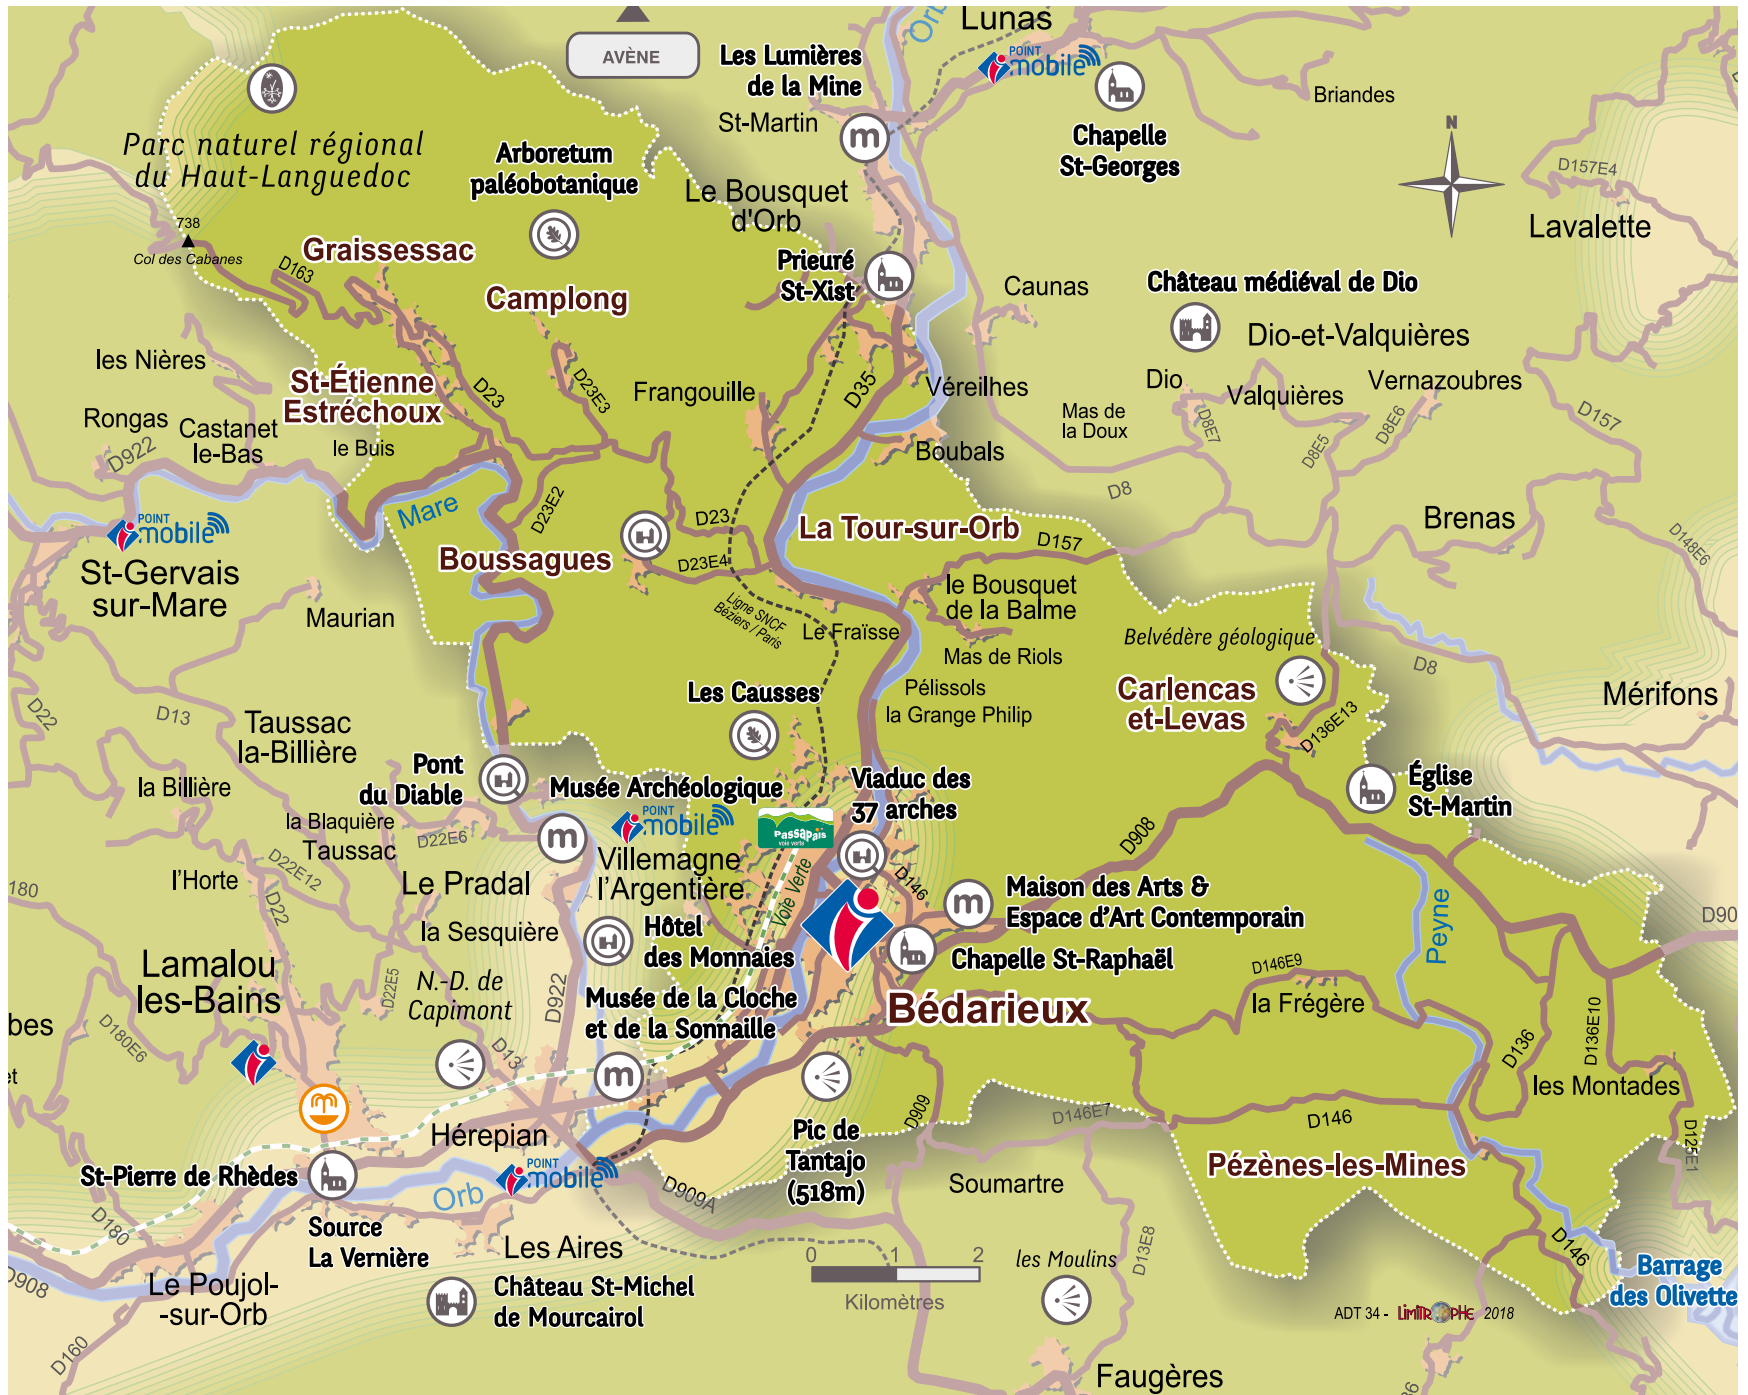 Orb
Lunas
AVÈNE
Les Lumières
de la Mine
POINT
mobile
Briandes
St-Martin
m
Chapelle
St-Georges
N
Parc naturel régional
du Haut-Languedoc
Arboretum
paléobotanique
Le Bousquet
d'Orb
D157E4
Lavalette
738
Col des Cabanes
D163
Graissessac
Camplong
Prieuré
St-Xist
Caunas
Château médiéval de Dio
Dio-et-Valquières
les Nières
St-Étienne
Estréchoux
D23
D23E3
Frangouille
D35
Véreilhes
Dio
Valquières
Vernazoubres
Rongas
Castanet
le-Bas
D922
le Buis
Mas de
la Doux
D8E7
D8E5
D8E6
D157
Boubals
D8
Mare
D23E2
POINT
mobile
D23
La Tour-sur-Orb
D157
Brenas
D148E6
St-Gervais
sur-Mare
Boussagues
D23E4
le Bousquet
de la Balme
Maurian
Ligne SNCF
Béziers / Paris
Le Fraïsse
Mas de Riols
Belvédère géologique
D8
Pélissols
la Grange Philip
Les Causses
Carlencas
et-Levas
D136E13
Mérifons
D22
D13
Taussac
la-Billière
Pont
du Diable
la Billière
Musée Archéologique
POINT
mobile
Passapaïs
voie verte
Viaduc des
37 arches
Église
St-Martin
la Blaquière
Taussac
D22E6
m
Villemagne
l'Argentière
D908
l'Horte
D22E12
Le Pradal
Voie Verte
D146
m
Maison des Arts &
Espace d'Art Contemporain
180
D22
la Sesquière
Hôtel
des Monnaies
Chapelle St-Raphaël
Peyne
D90
Lamalou
les-Bains
D22E5
N.-D. de
Capimont
D922
Musée de la Cloche
et de la Sonnaille
Bédarieux
D146E9
la Frégère
D136
D136E10
bes
et
D180E6
D13
m
les Montades
Hérepian
D909
D146E7
D146
D125E1
Pic de
Tantajo
(518m)
Pézènes-les-Mines
St-Pierre de Rhèdes
POINT
mobile
Orb
D909A
Soumartre
D180
Source
La Vernière
Les Aires
D13E8
D146
0 1 2
Kilomètres
les Moulins
Barrage
des Olivettes
D908
Le Poujol-
-sur-Orb
Château St-Michel
de Mourcairol
ADT 34 - LIMITROPHE 2018
D160
Faugères